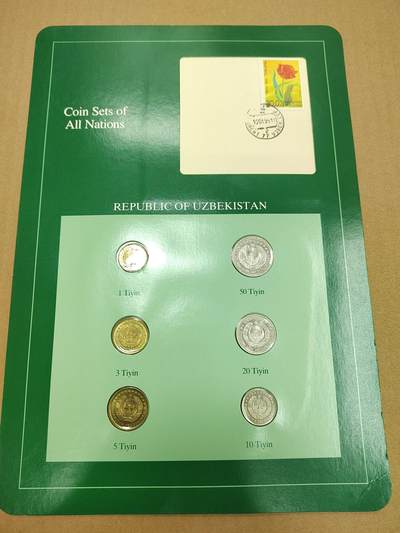 Coin Sets of
All Nations
REPUBLIC OF UZBEKISTAN
1 Tiyin
50 Tiyin
3 Tiyin
20 Tiyin
5 Tiyin
10 Tiyin